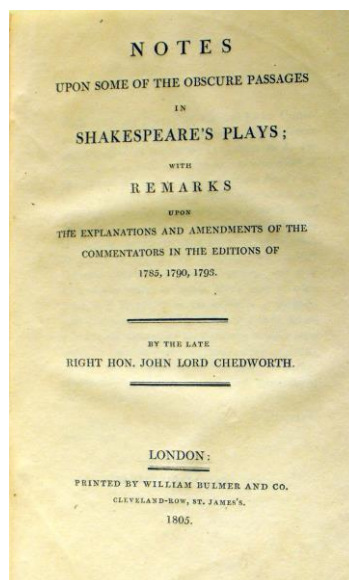 NOTES
UPON SOME OF THE OBSCURE PASSAGES
IN
SHAKESPEARE'S PLAYS;
WITH
REMARKS
UPON
THE EXPLANATIONS AND AMENDMENTS OF THE
COMMENTATORS IN THE EDITIONS OF
1785, 1790, 1793.
BY THE LATE
RIGHT HON. JOHN LORD CHEDWORTH.
LONDON:
PRINTED BY WILLIAM BULMER AND CO.
CLEVELAND-ROW, ST. JAMES'S.
1805.